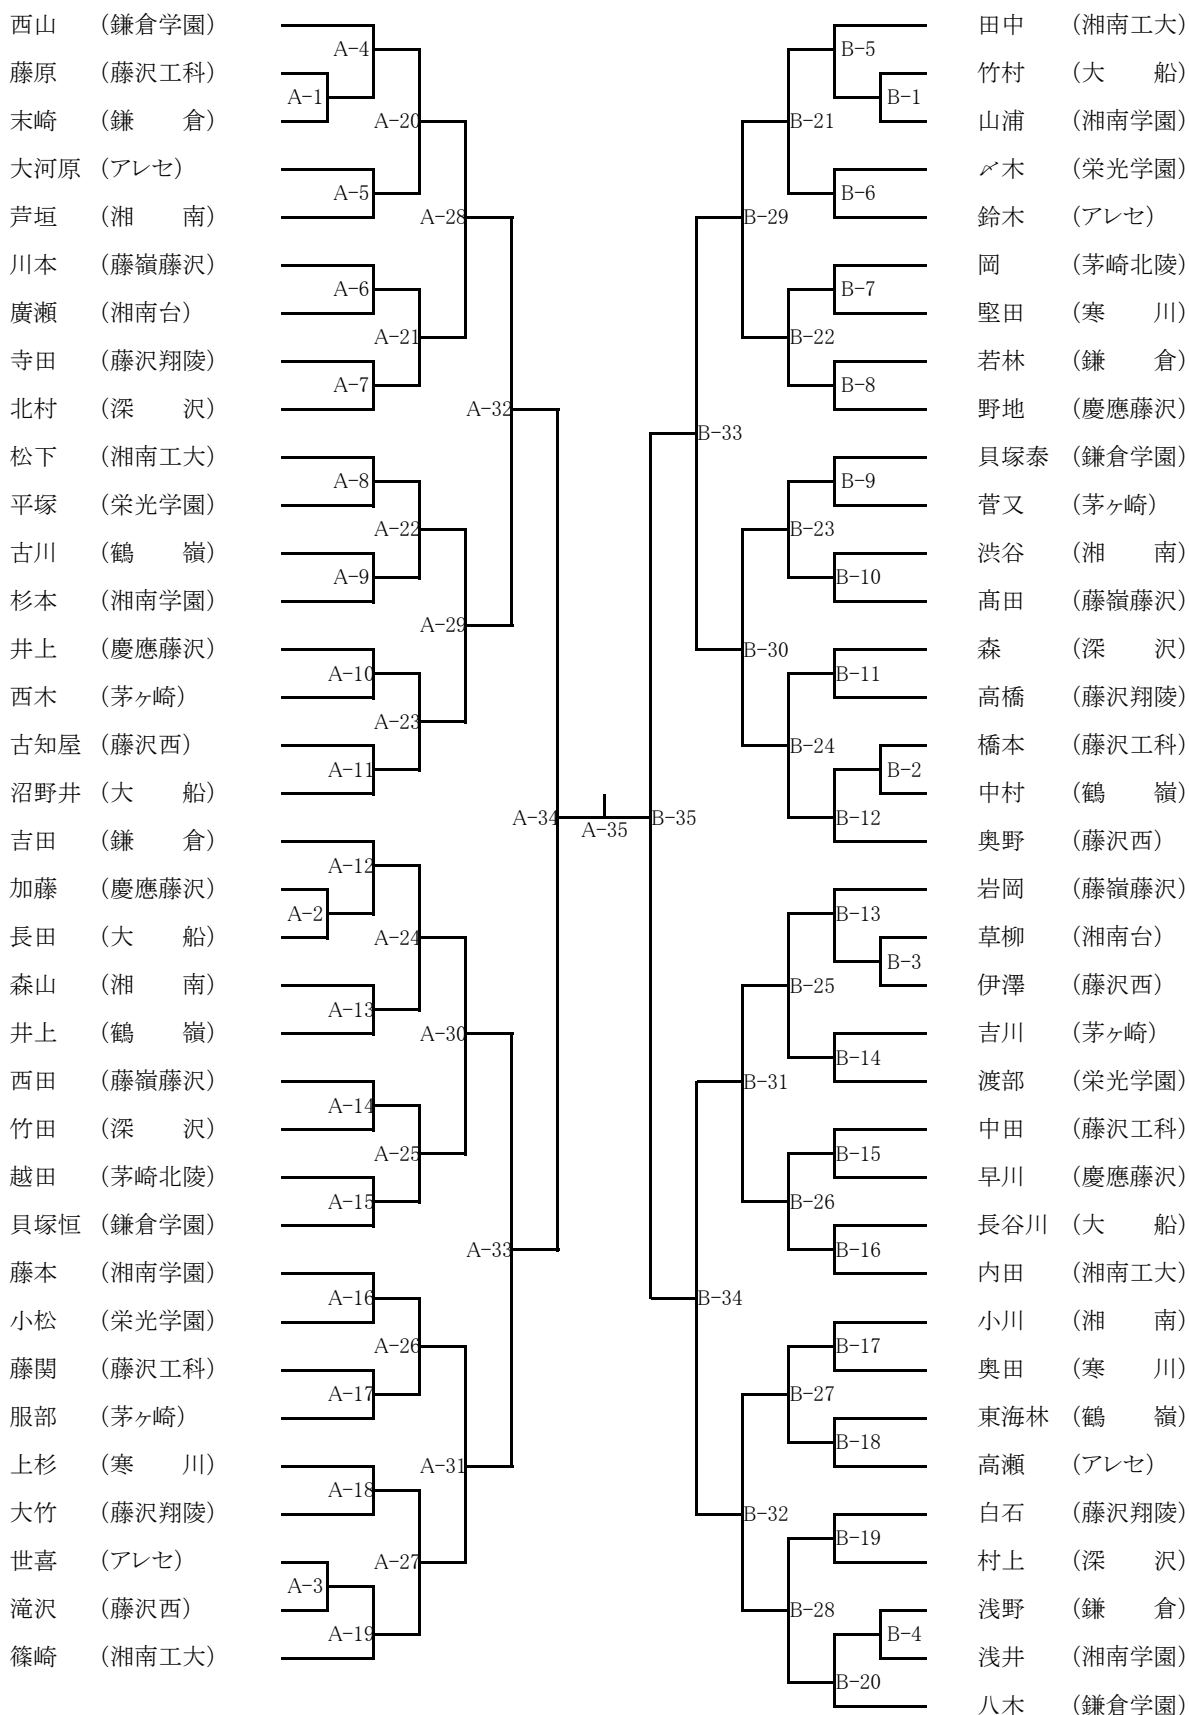 西山 (鎌倉学園)
藤原 (藤沢工科)
末崎 (鎌 倉)
大河原 (アレセ)
芦垣 (湘 南)
川本 (藤嶺藤沢)
廣瀬 (湘南台)
寺田 (藤沢翔陵)
北村 (深 沢)
松下 (湘南工大)
平塚 (栄光学園)
古川 (鶴 嶺)
杉本 (湘南学園)
井上 (慶應藤沢)
西木 (茅ヶ崎)
古知屋 (藤沢西)
沼野井 (大 船)
吉田 (鎌 倉)
加藤 (慶應藤沢)
長田 (大 船)
森山 (湘 南)
井上 (鶴 嶺)
西田 (藤嶺藤沢)
竹田 (深 沢)
越田 (茅崎北陵)
貝塚恒 (鎌倉学園)
藤本 (湘南学園)
小松 (栄光学園)
藤関 (藤沢工科)
服部 (茅ヶ崎)
上杉 (寒 川)
大竹 (藤沢翔陵)
世喜 (アレセ)
滝沢 (藤沢西)
篠崎 (湘南工大)
A-1
A-2
A-3
A-4
A-5
A-6
A-7
A-8
A-9
A-10
A-11
A-12
A-13
A-14
A-15
A-16
A-17
A-18
A-19
A-20
A-21
A-22
A-23
A-24
A-25
A-26
A-27
A-28
A-29
A-30
A-31
A-32
A-33
A-34
A-35
B-35
B-33
B-34
B-29
B-30
B-31
B-32
B-21
B-22
B-23
B-24
B-25
B-26
B-27
B-28
B-5
B-6
B-7
B-8
B-9
B-10
B-11
B-12
B-13
B-14
B-15
B-16
B-17
B-18
B-19
B-20
B-1
B-2
B-3
B-4
田中 (湘南工大)
竹村 (大 船)
山浦 (湘南学園)
〆木 (栄光学園)
鈴木 (アレセ)
岡 (茅崎北陵)
堅田 (寒 川)
若林 (鎌 倉)
野地 (慶應藤沢)
貝塚泰 (鎌倉学園)
菅又 (茅ヶ崎)
渋谷 (湘 南)
髙田 (藤嶺藤沢)
森 (深 沢)
高橋 (藤沢翔陵)
橋本 (藤沢工科)
中村 (鶴 嶺)
奥野 (藤沢西)
岩岡 (藤嶺藤沢)
草柳 (湘南台)
伊澤 (藤沢西)
吉川 (茅ヶ崎)
渡部 (栄光学園)
中田 (藤沢工科)
早川 (慶應藤沢)
長谷川 (大 船)
内田 (湘南工大)
小川 (湘 南)
奥田 (寒 川)
東海林 (鶴 嶺)
高瀬 (アレセ)
白石 (藤沢翔陵)
村上 (深 沢)
浅野 (鎌 倉)
浅井 (湘南学園)
八木 (鎌倉学園)